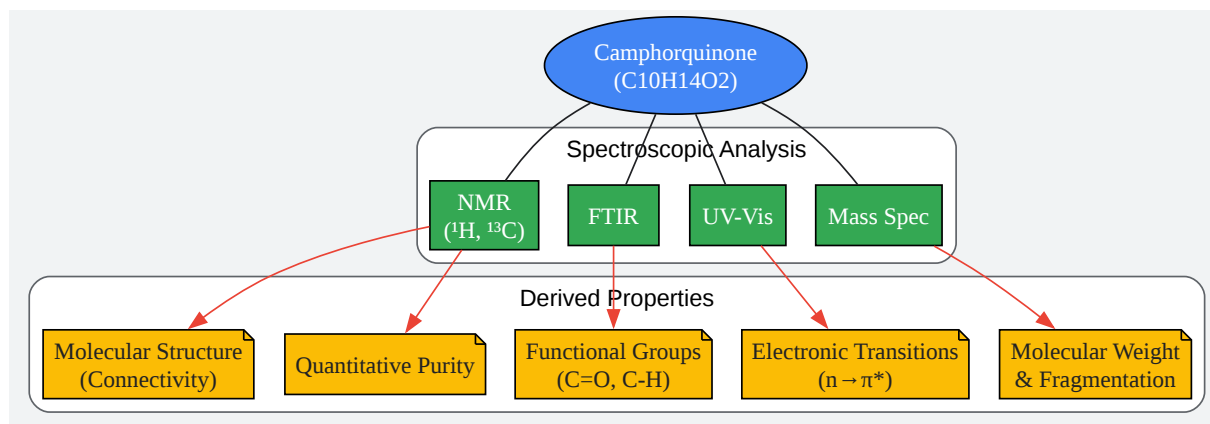 Camphorquinone
(C10H14O2)
Spectroscopic Analysis
NMR
(¹H, ¹³C)
FTIR
UV-Vis
Mass Spec
Derived Properties
Molecular Structure
(Connectivity)
Quantitative Purity
Functional Groups
(C=O, C-H)
Electronic Transitions
(n→π*)
Molecular Weight
& Fragmentation